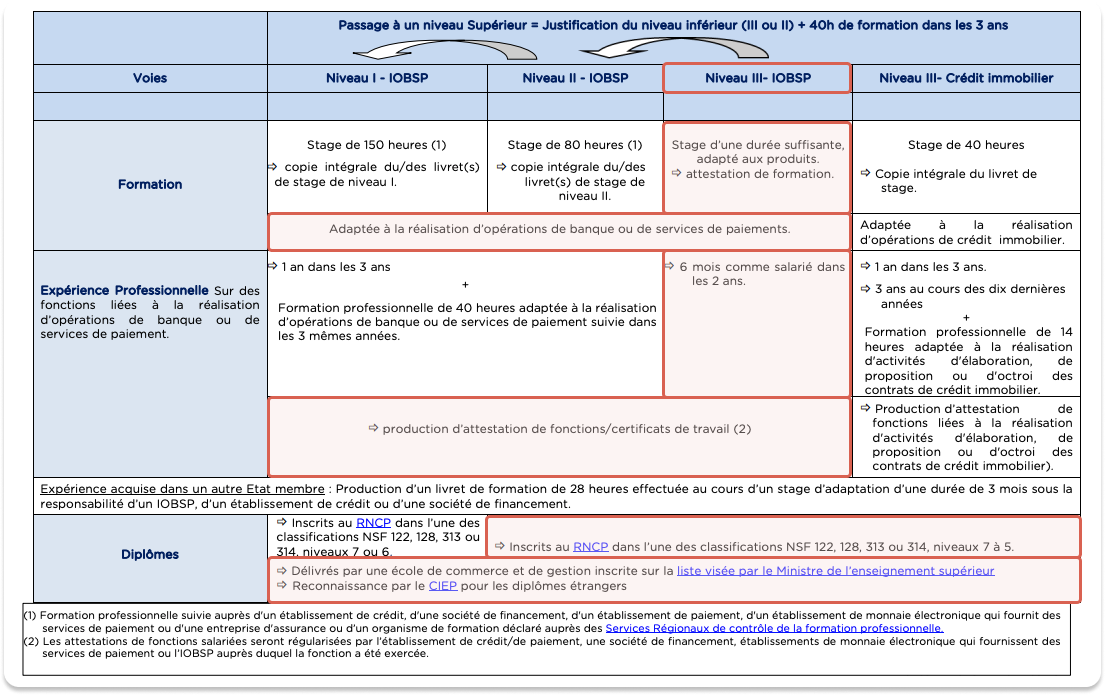 Passage à un niveau Supérieur = Justification du niveau inférieur (III ou II) + 40h de formation dans les 3 ans
Voies
Niveau I - IOBSP
Niveau II - IOBSP
Niveau III- IOBSP
Niveau III- Crédit immobilier
Formation
Stage de 150 heures (1)
⇨ copie intégrale du/des livret(s)
de stage de niveau I.
Stage de 80 heures (1)
⇨ copie intégrale du/des
livret(s) de stage de
niveau II.
Stage d'une durée suffisante,
adapté aux produits.
⇨ attestation de formation.
Stage de 40 heures
⇨ Copie intégrale du livret de
stage.
Adaptée à la réalisation d'opérations de banque ou de services de paiements.
Adaptée à la réalisation
d'opérations de crédit immobilier.
Expérience Professionnelle Sur des
fonctions liées à la réalisation
d'opérations de banque ou de
services de paiement.
⇨ 1 an dans les 3 ans
+
Formation professionnelle de 40 heures adaptée à la réalisation
d'opérations de banque ou de services de paiement suivie dans
les 3 mêmes années.
⇨ 6 mois comme salarié dans
les 2 ans.
⇨ 1 an dans les 3 ans.
⇨ 3 ans au cours des dix dernières
années
+
Formation professionnelle de 14
heures adaptée à la réalisation
d'activités d'élaboration, de
proposition ou d'octroi des
contrats de crédit immobilier.
⇨ production d'attestation de fonctions/certificats de travail (2)
⇨ Production d'attestation de
fonctions liées à la réalisation
d'activités d'élaboration, de
proposition ou d'octroi des
contrats de crédit immobilier).
Expérience acquise dans un autre Etat membre : Production d'un livret de formation de 28 heures effectuée au cours d'un stage d'adaptation d'une durée de 3 mois sous la
responsabilité d'un IOBSP, d'un établissement de crédit ou d'une société de financement.
Diplômes
⇨ Inscrits au RNCP dans l'une des
classifications NSF 122, 128, 313 ou
314, niveaux 7 ou 6.
⇨ Inscrits au RNCP dans l'une des classifications NSF 122, 128, 313 ou 314, niveaux 7 à 5.
⇨ Délivrés par une école de commerce et de gestion inscrite sur la liste visée par le Ministre de l'enseignement supérieur
⇨ Reconnaissance par le CIEP pour les diplômes étrangers
(1) Formation professionnelle suivie auprès d'un établissement de crédit, d'une société de financement, d'un établissement de paiement, d'un établissement de monnaie électronique qui fournit des
services de paiement ou d'une entreprise d'assurance ou d'un organisme de formation déclaré auprès des Services Régionaux de contrôle de la formation professionnelle.
(2) Les attestations de fonctions salariées seront régularisées par l'établissement de crédit/de paiement, une société de financement, établissements de monnaie électronique qui fournissent des
services de paiement ou l'IOBSP auprès duquel la fonction a été exercée.